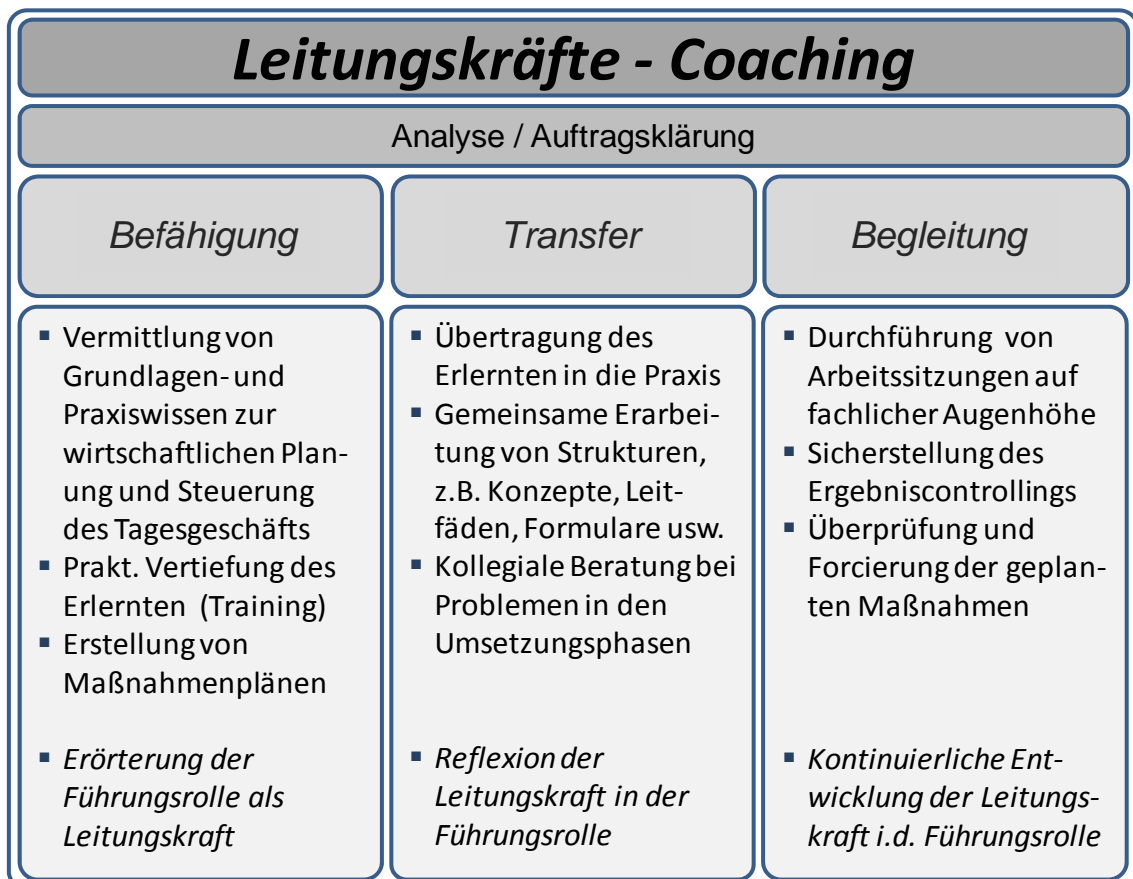 Leitungskräfte - Coaching
Analyse / Auftragsklärung
Befähigung
Transfer
Begleitung
▪ Vermittlung von
Grundlagen- und
Praxiswissen zur
wirtschaftlichen Plan-
ung und Steuerung
des Tagesgeschäfts
▪ Prakt. Vertiefung des
Erlernten (Training)
▪ Erstellung von
Maßnahmenplänen
▪ Erörterung der
Führungsrolle als
Leitungskraft
▪ Übertragung des
Erlernten in die Praxis
▪ Gemeinsame Erarbei-
tung von Strukturen,
z.B. Konzepte, Leit-
fäden, Formulare usw.
▪ Kollegiale Beratung bei
Problemen in den
Umsetzungsphasen
▪ Reflexion der
Leitungskraft in der
Führungsrolle
▪ Durchführung von
Arbeitssitzungen auf
fachlicher Augenhöhe
▪ Sicherstellung des
Ergebniscontrollings
▪ Überprüfung und
Forcierung der geplan-
ten Maßnahmen
▪ Kontinuierliche Ent-
wicklung der Leitungs-
kraft i.d. Führungsrolle